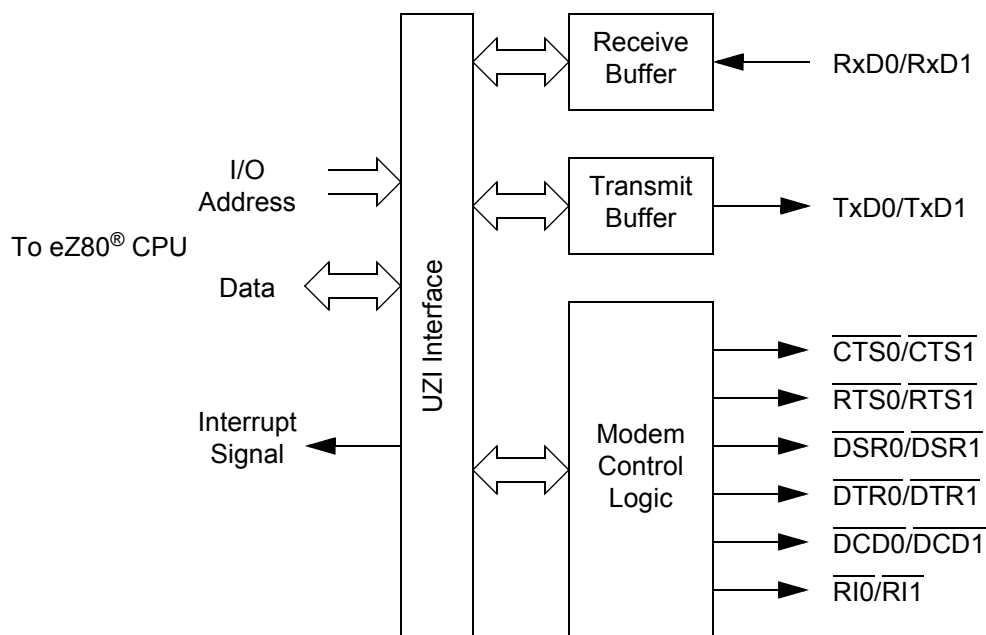 Receive
Buffer
RxD0/RxD1
I/O
Address
Transmit
Buffer
TxD0/TxD1
To eZ80® CPU
Data
UZI Interface
Interrupt
Signal
Modem
Control
Logic
CTS0/CTS1
RTS0/RTS1
DSR0/DSR1
DTR0/DTR1
DCD0/DCD1
RI0/RI1